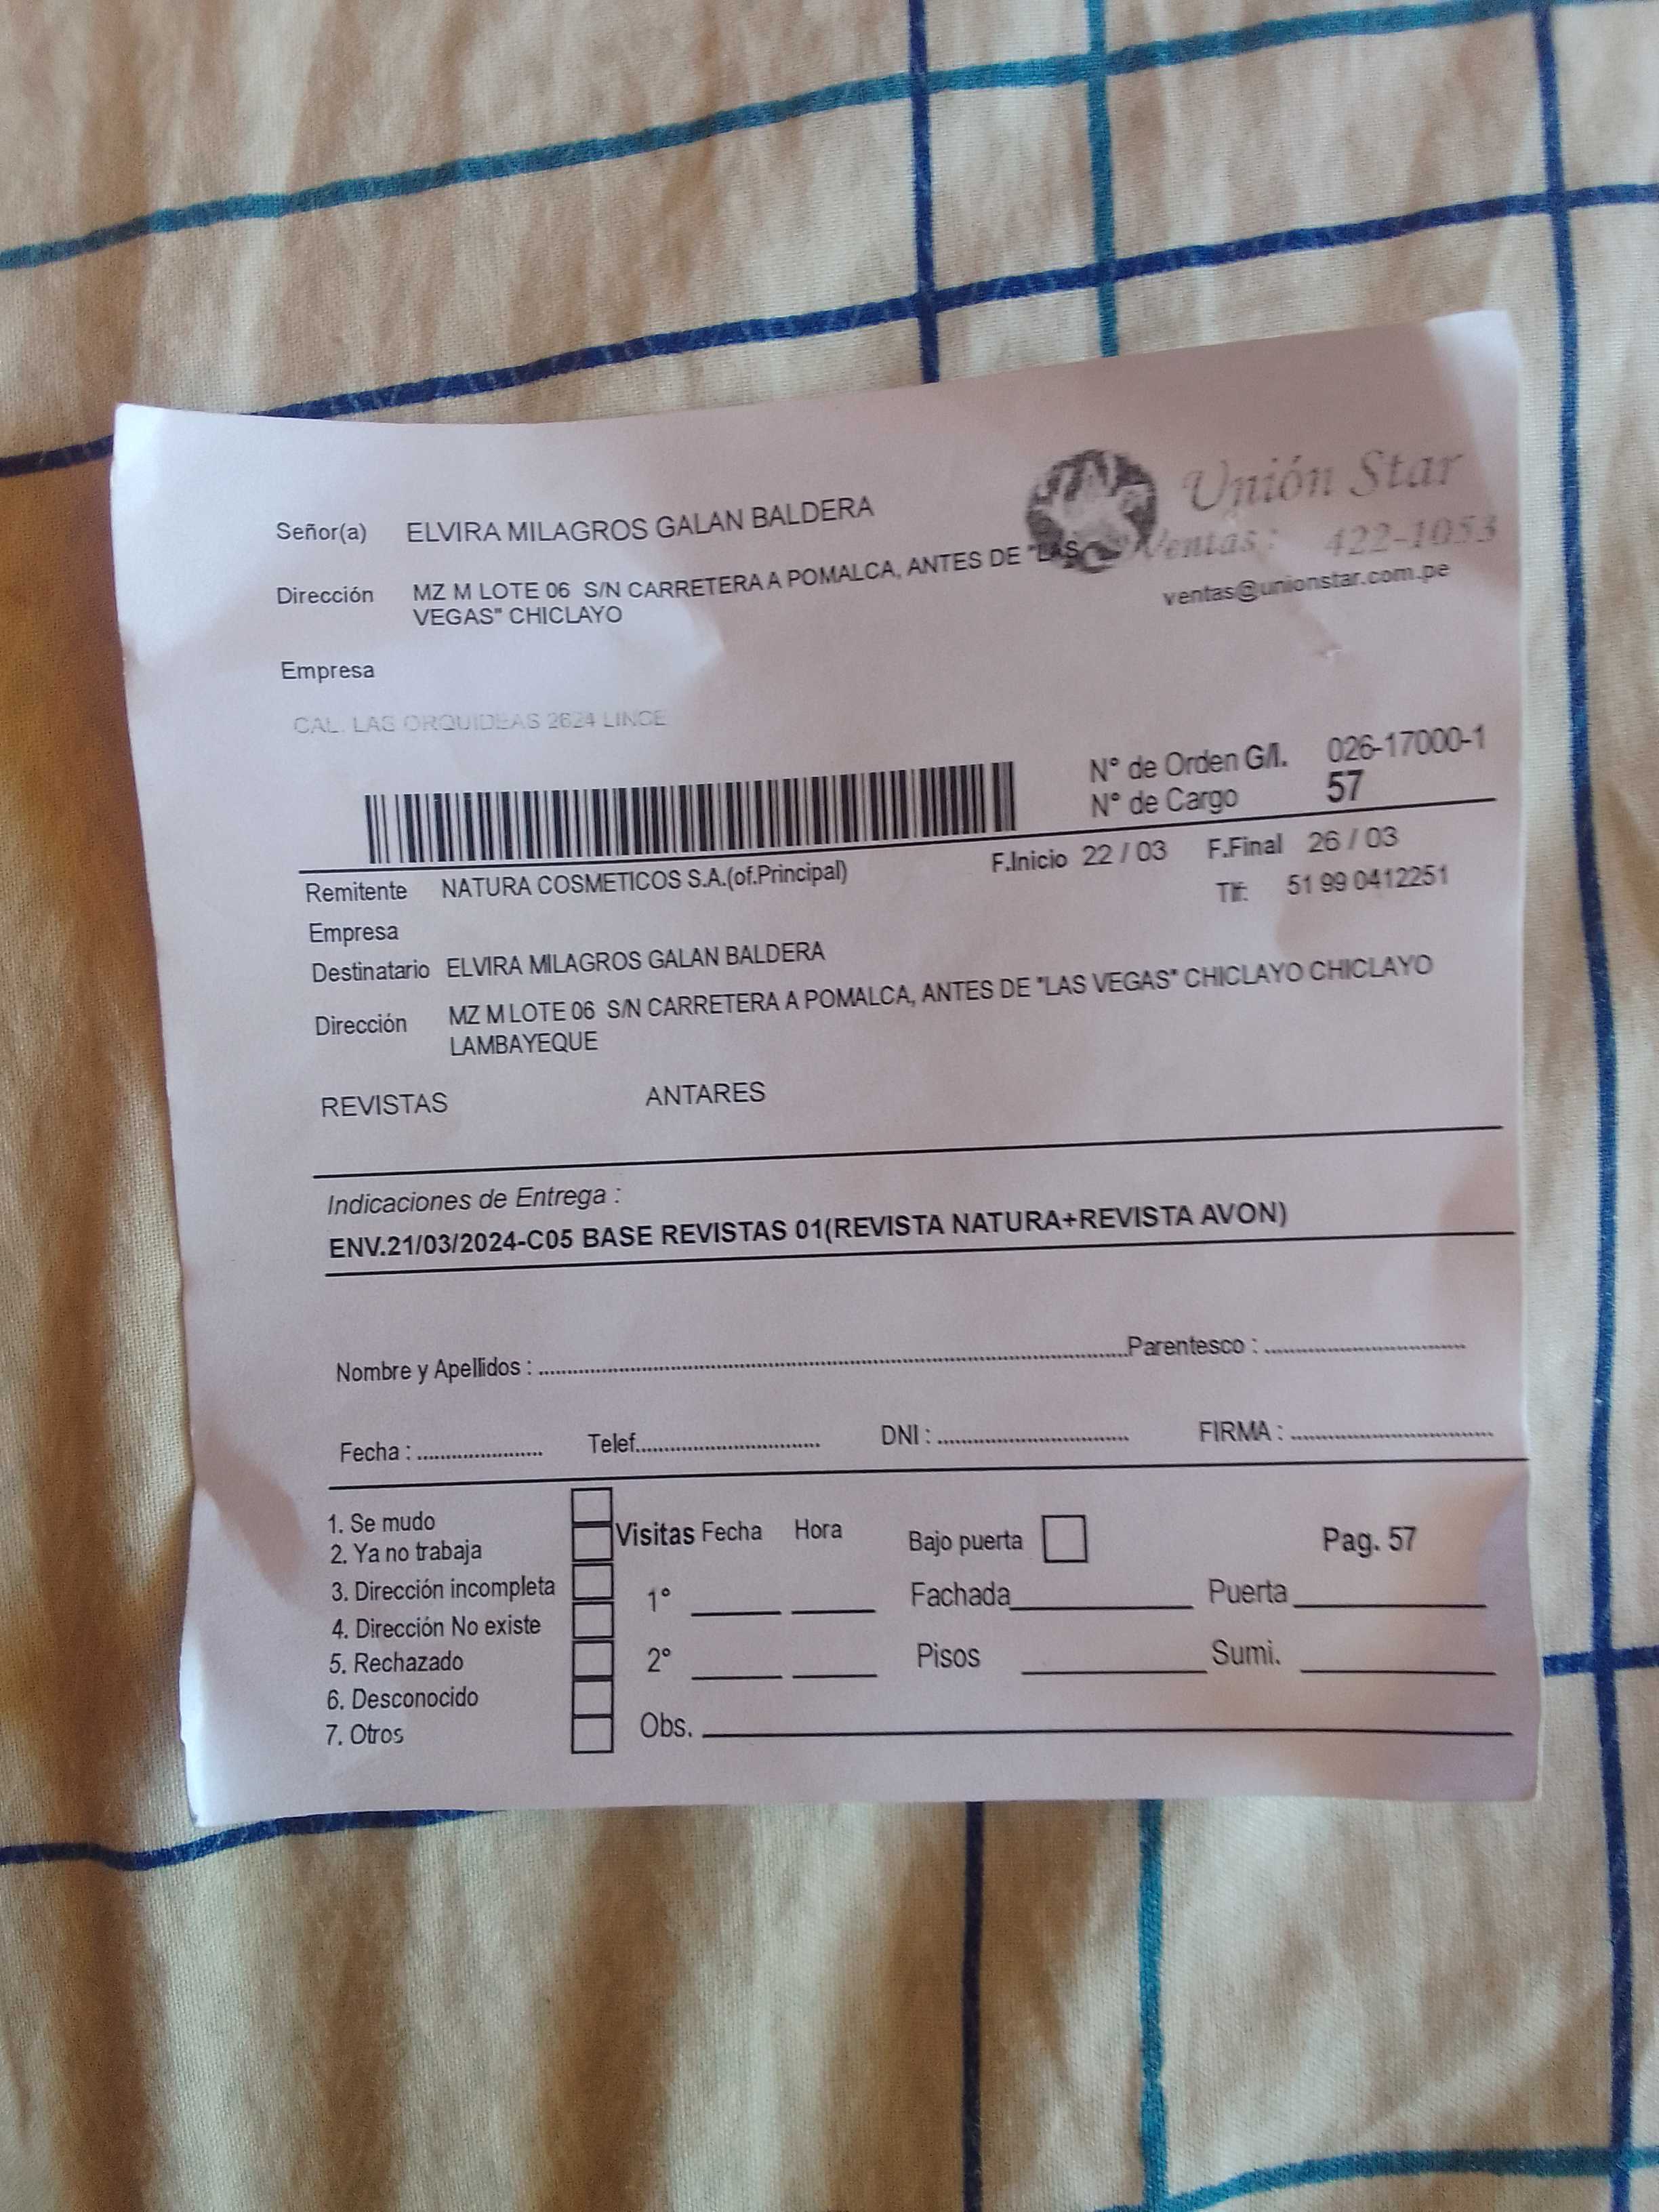 Unión Star
Ventas: 422-1053
ventas@unionstar.com.pe
Señor(a) ELVIRA MILAGROS GALAN BALDERA
Dirección MZ M LOTE 06 S/N CARRETERA A POMALCA, ANTES DE "LAS
VEGAS" CHICLAYO
Empresa
CAL. LAS ORQUIDEAS 2624 LINCE
N° de Orden G/I. 026-17000-1
N° de Cargo 57
Remitente NATURA COSMETICOS S.A.(of.Principal) F.Inicio 22 / 03 F.Final 26 / 03
Tlf: 51 99 0412251
Empresa
Destinatario ELVIRA MILAGROS GALAN BALDERA
Dirección MZ M LOTE 06 S/N CARRETERA A POMALCA, ANTES DE "LAS VEGAS" CHICLAYO CHICLAYO
LAMBAYEQUE
REVISTAS ANTARES
Indicaciones de Entrega :
ENV.21/03/2024-C05 BASE REVISTAS 01(REVISTA NATURA+REVISTA AVON)
Nombre y Apellidos : Parentesco :
Fecha : Telef. DNI : FIRMA :
1. Se mudo
2. Ya no trabaja
3. Dirección incompleta
4. Dirección No existe
5. Rechazado
6. Desconocido
7. Otros
Visitas Fecha Hora Bajo puerta Pag. 57
1° Fachada Puerta
2° Pisos Sumi.
Obs.